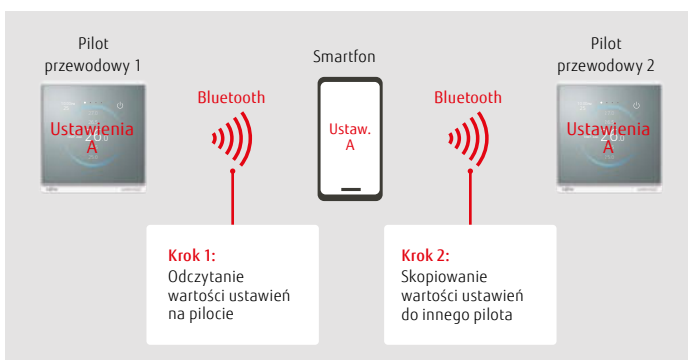 Pilot
przewodowy 1
Smartfon
Pilot
przewodowy 2
Bluetooth
Bluetooth
Ustawienia
A
Ustaw.
A
Ustawienia
A
Krok 1:
Odczytanie
wartości ustawień
na pilocie
Krok 2:
Skopiowanie
wartości ustawień
do innego pilota